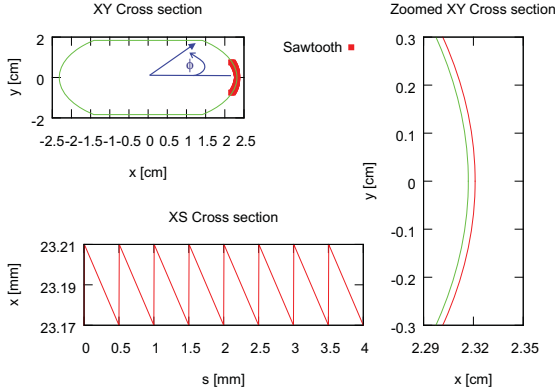 XY Cross section
2
1
0
-1
-2
y [cm]
ϕ
-2.5 -2 -1.5 -1 -0.5 0 0.5 1 1.5 2 2.5
x [cm]
Sawtooth
XS Cross section
23.21
23.19
23.17
x [mm]
0 0.5 1 1.5 2 2.5 3 3.5 4
s [mm]
Zoomed XY Cross section
0.3
0.2
0.1
0
-0.1
-0.2
-0.3
y [cm]
2.29 2.32 2.35
x [cm]